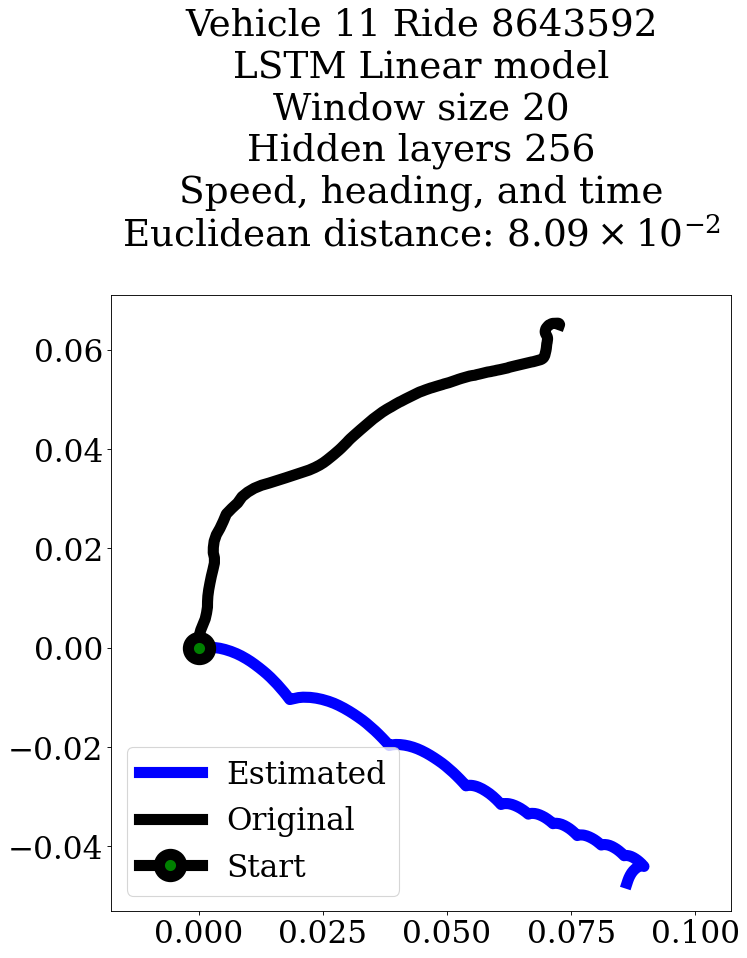 Vehicle 11 Ride 8643592
LSTM Linear model
Window size 20
Hidden layers 256
Speed, heading, and time
Euclidean distance: 8.09 × 10⁻²
0.06
0.04
0.02
0.00
−0.02
−0.04
Estimated
Original
Start
0.000 0.025 0.050 0.075 0.100